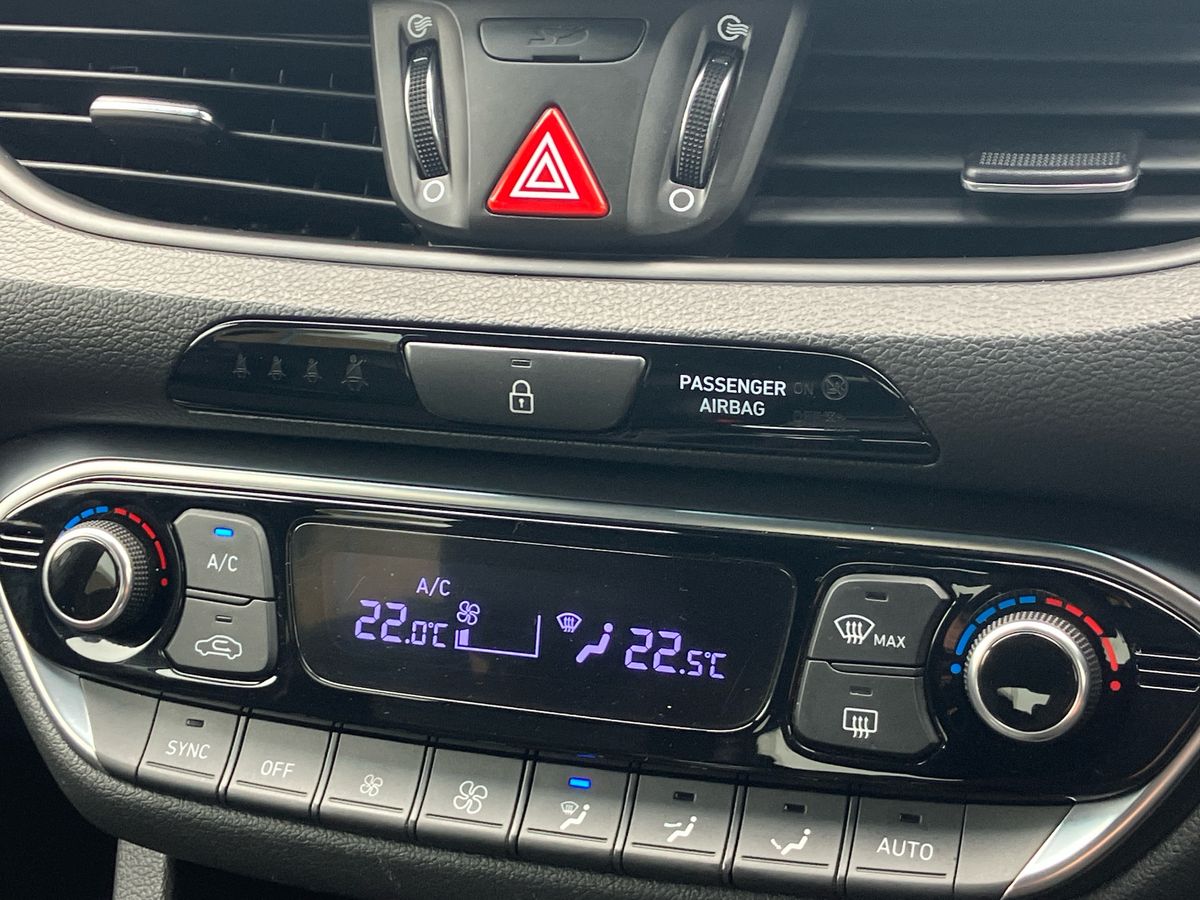 PASSENGER
AIRBAG
ON
A/C
A/C
22.0°C
22.5°C
MAX
SYNC
OFF
AUTO